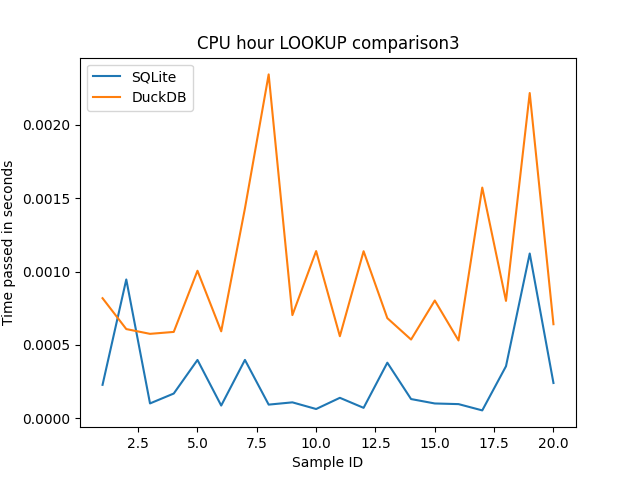 CPU hour LOOKUP comparison3
SQLite
DuckDB
Time passed in seconds
0.0020
0.0015
0.0010
0.0005
0.0000
2.5 5.0 7.5 10.0 12.5 15.0 17.5 20.0
Sample ID